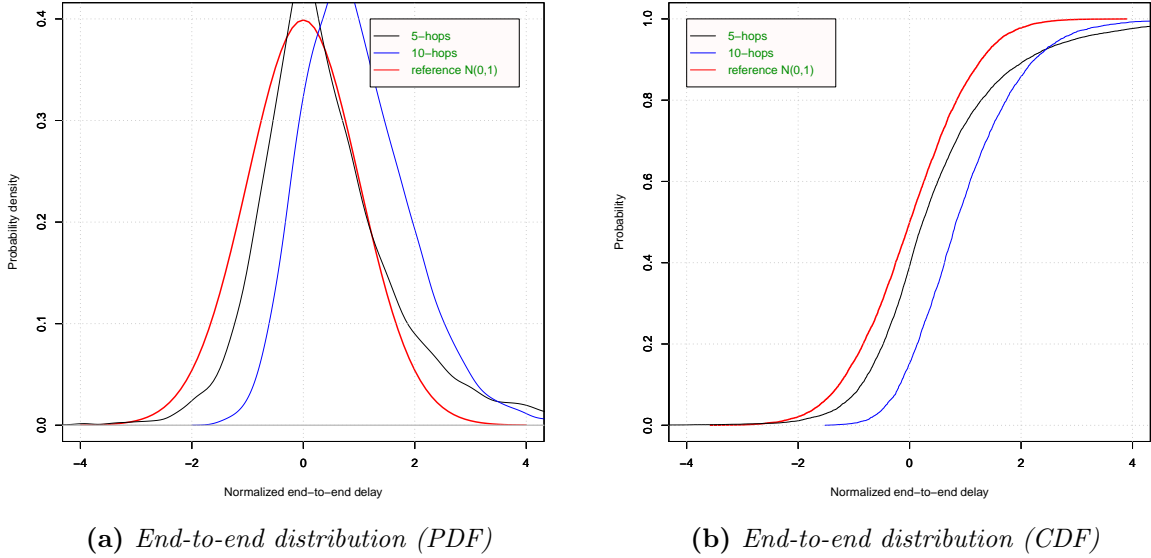 0.4
0.3
0.2
0.1
0.0
Probability density
5−hops
10−hops
reference N(0,1)
−4 −2 0 2 4
Normalized end−to−end delay
(a) End-to-end distribution (PDF)
1.0
0.8
0.6
0.4
0.2
0.0
Probability
5−hops
10−hops
reference N(0,1)
−4 −2 0 2 4
Normalized end−to−end delay
(b) End-to-end distribution (CDF)